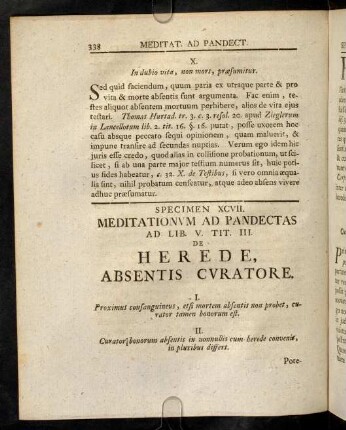 338 MEDITAT. AD PANDECT.
X.
In dubio vita, non mors, præsumitur.
Sed quid faciendum, quum paria ex utraque parte & pro
vita & morte absentis sunt argumenta. Fac enim, te-
stes aliquot absentem mortuum perhibere, alios de vita ejus
testari. Thomas Hurtad. tr. 3. c. 3. resol. 20. apud Zieglerum
in Lancellotum lib. 2. tit. 16. §. 16. putat, posse uxorem hoc
casu absque peccato sequi opinionem, quam maluerit, &
impune transire ad secundas nuptias. Verum ego idem hic
juris esse credo, quod alias in collisione probationum, ut sci-
licet, si ab una parte major testium numerus sit, huic pot-
ius fides habeatur, c. 32. X. de Testibus, si vero omnia æqua-
lia sint, nihil probatum censeatur, atque adeo absens vivere
adhuc præsumatur.
SPECIMEN XCVII.
MEDITATIONVM AD PANDECTAS
AD LIB. V. TIT. III.
DE
HEREDE,
ABSENTIS CVRATORE.
I.
Proximus consanguineus, etsi mortem absentis non probet, cu-
rator tamen bonorum est.
II.
Curator bonorum absentis in nonnullis cum herede convenit,
in pluribus differt.
Pote-